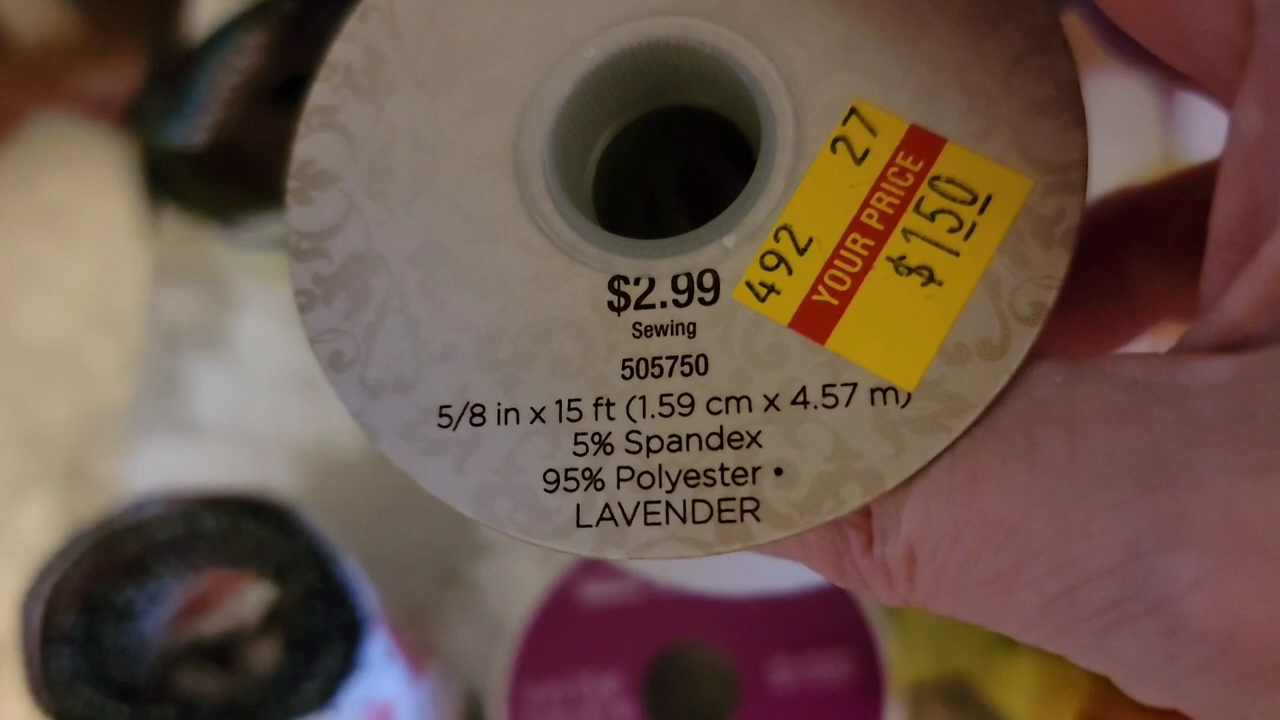 492 27
YOUR PRICE
$150
$2.99
Sewing
505750
5/8 in x 15 ft (1.59 cm x 4.57 m)
5% Spandex
95% Polyester •
LAVENDER